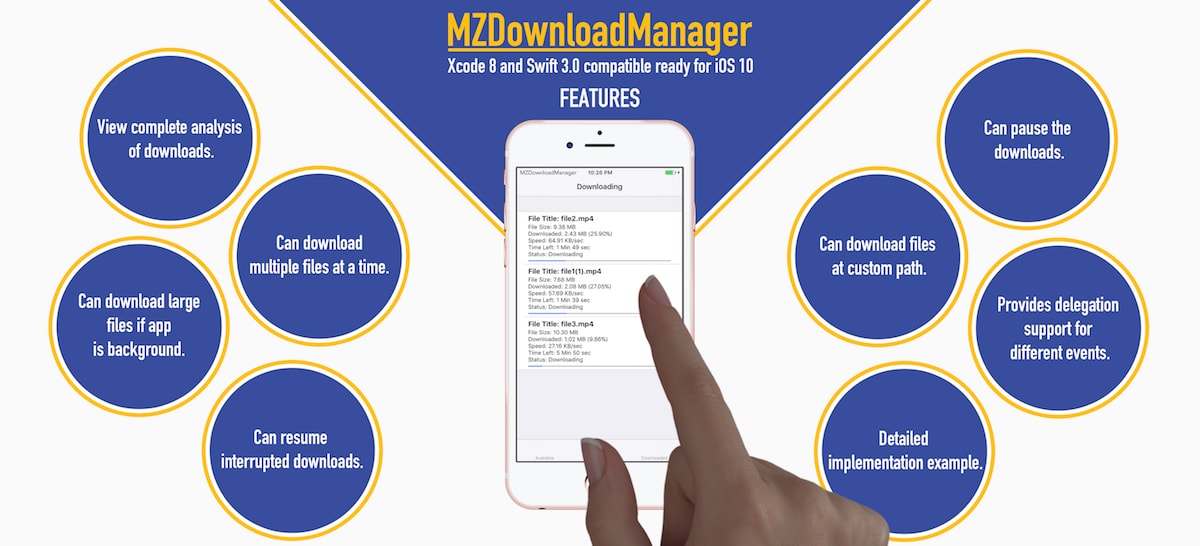 MZDownloadManager
Xcode 8 and Swift 3.0 compatible ready for iOS 10
FEATURES
View complete analysis
of downloads.
Can download
multiple files at a time.
Can download large
files if app
is background.
Can resume
interrupted downloads.
MZDownloadManager 10:26 PM
Downloading
File Title: file2.mp4
File Size: 9.38 MB
Downloaded: 2.43 MB (25.90%)
Speed: 64.91 KB/sec
Time Left: 1 Min 49 sec
Status: Downloading
File Title: file1(1).mp4
File Size: 7.68 MB
Downloaded: 2.08 MB (27.05%)
Speed: 57.89 KB/sec
Time Left: 1 Min 39 sec
Status: Downloading
File Title: file3.mp4
File Size: 10.30 MB
Downloaded: 1.02 MB (9.86%)
Speed: 27.16 KB/sec
Time Left: 5 Min 50 sec
Status: Downloading
Available Downloaded
Can pause the
downloads.
Can download files
at custom path.
Provides delegation
support for
different events.
Detailed
implementation example.